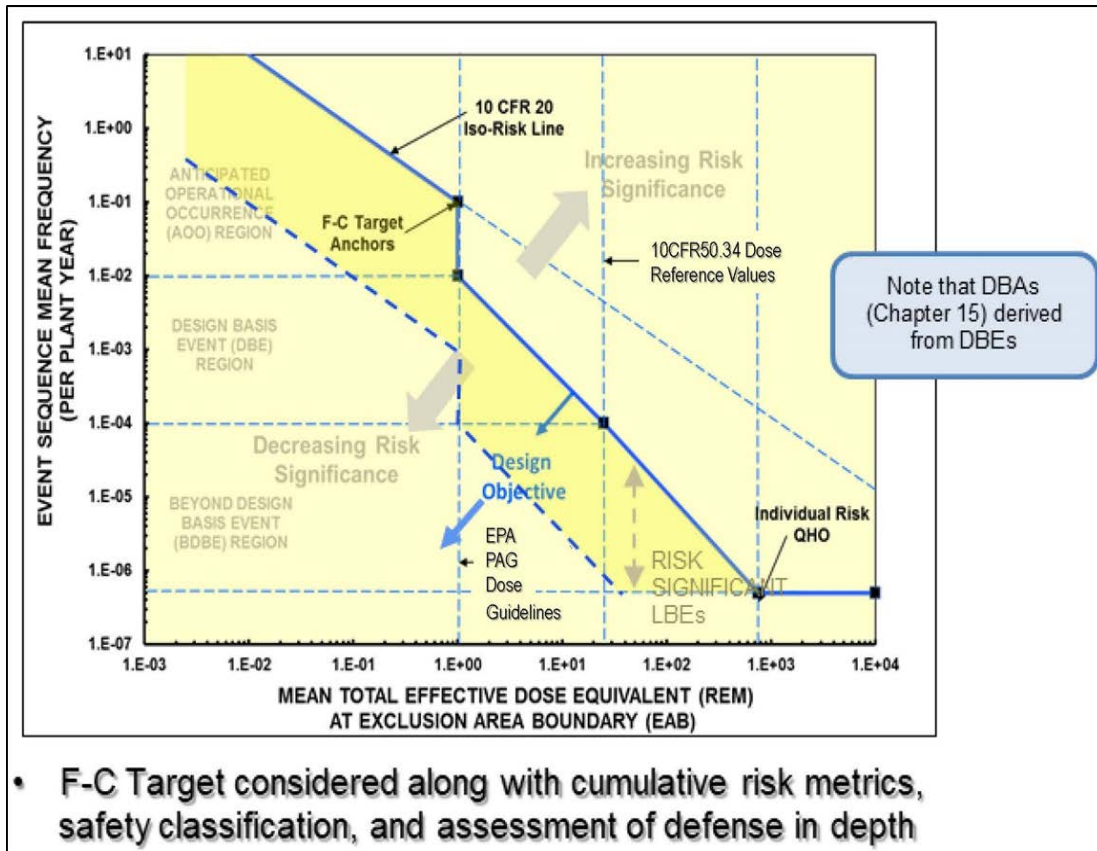 EVENT SEQUENCE MEAN FREQUENCY
(PER PLANT YEAR)
1.E+01
1.E+00
1.E-01
1.E-02
1.E-03
1.E-04
1.E-05
1.E-06
1.E-07
10 CFR 20
Iso-Risk Line
Increasing Risk
Significance
ANTICIPATED
OPERATIONAL
OCCURRENCE
(AOO) REGION
F-C Target
Anchors
10CFR50.34 Dose
Reference Values
Note that DBAs
(Chapter 15) derived
from DBEs
DESIGN BASIS
EVENT (DBE)
REGION
Decreasing Risk
Significance
Design
Objective
BEYOND DESIGN
BASIS EVENT
(BDBE) REGION
EPA
PAG
Dose
Guidelines
Individual Risk
QHO
RISK
SIGNIFICANT
LBEs
1.E-03
1.E-02
1.E-01
1.E+00
1.E+01
1.E+02
1.E+03
1.E+04
MEAN TOTAL EFFECTIVE DOSE EQUIVALENT (REM)
AT EXCLUSION AREA BOUNDARY (EAB)
• F-C Target considered along with cumulative risk metrics,
safety classification, and assessment of defense in depth